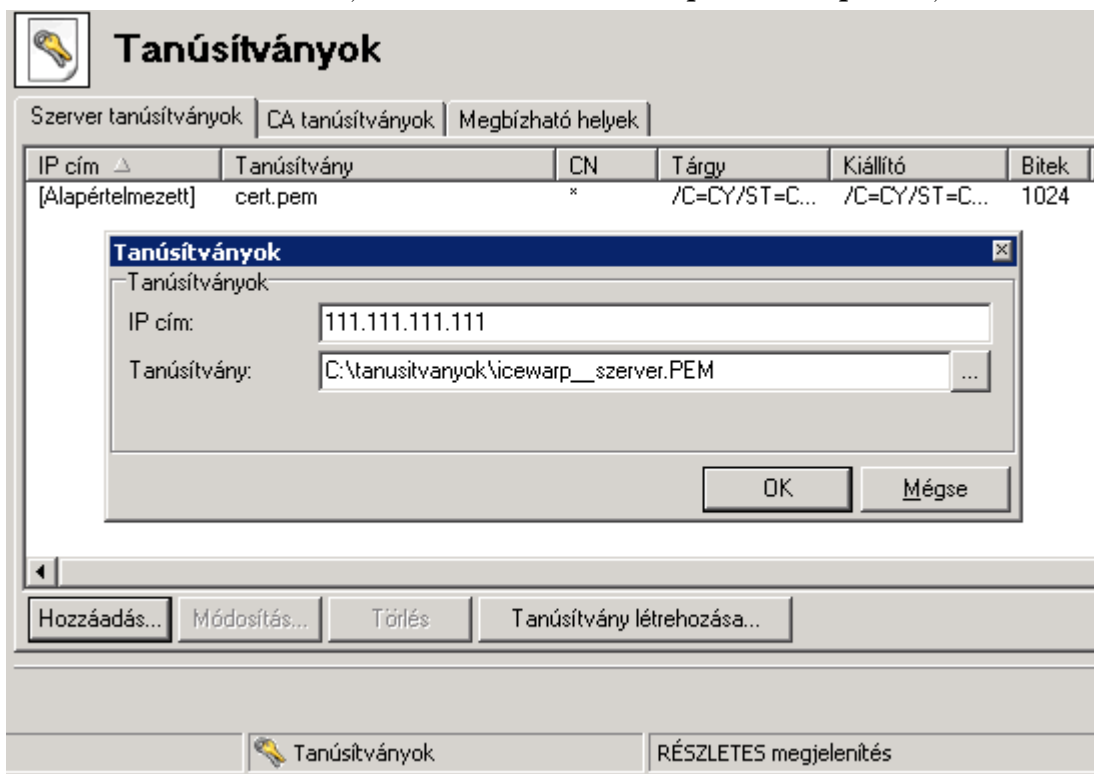 Tanúsítványok
Szerver tanúsítványok CA tanúsítványok Megbízható helyek
IP cím Tanúsítvány CN Tárgy Kiállító Bitek
[Alapértelmezett] cert.pem * /C=CY/ST=C... /C=CY/ST=C... 1024
Tanúsítványok
Tanúsítványok
IP cím: 111.111.111.111
Tanúsítvány: C:\tanusitvanyok\icewarp__szerver.PEM ...
OK Mégse
Hozzáadás... Módosítás... Törlés Tanúsítvány létrehozása...
Tanúsítványok RÉSZLETES megjelenítés